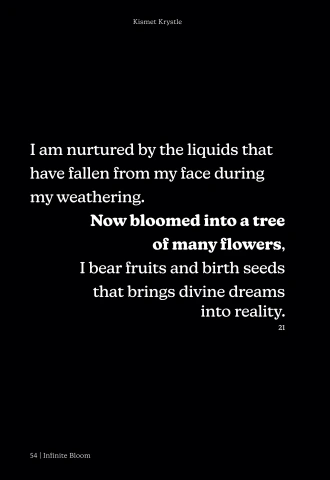 Kismet Krystle
I am nurtured by the liquids that
have fallen from my face during
my weathering.
Now bloomed into a tree
of many flowers,
I bear fruits and birth seeds
that brings divine dreams
into reality.
21
54 | Infinite Bloom